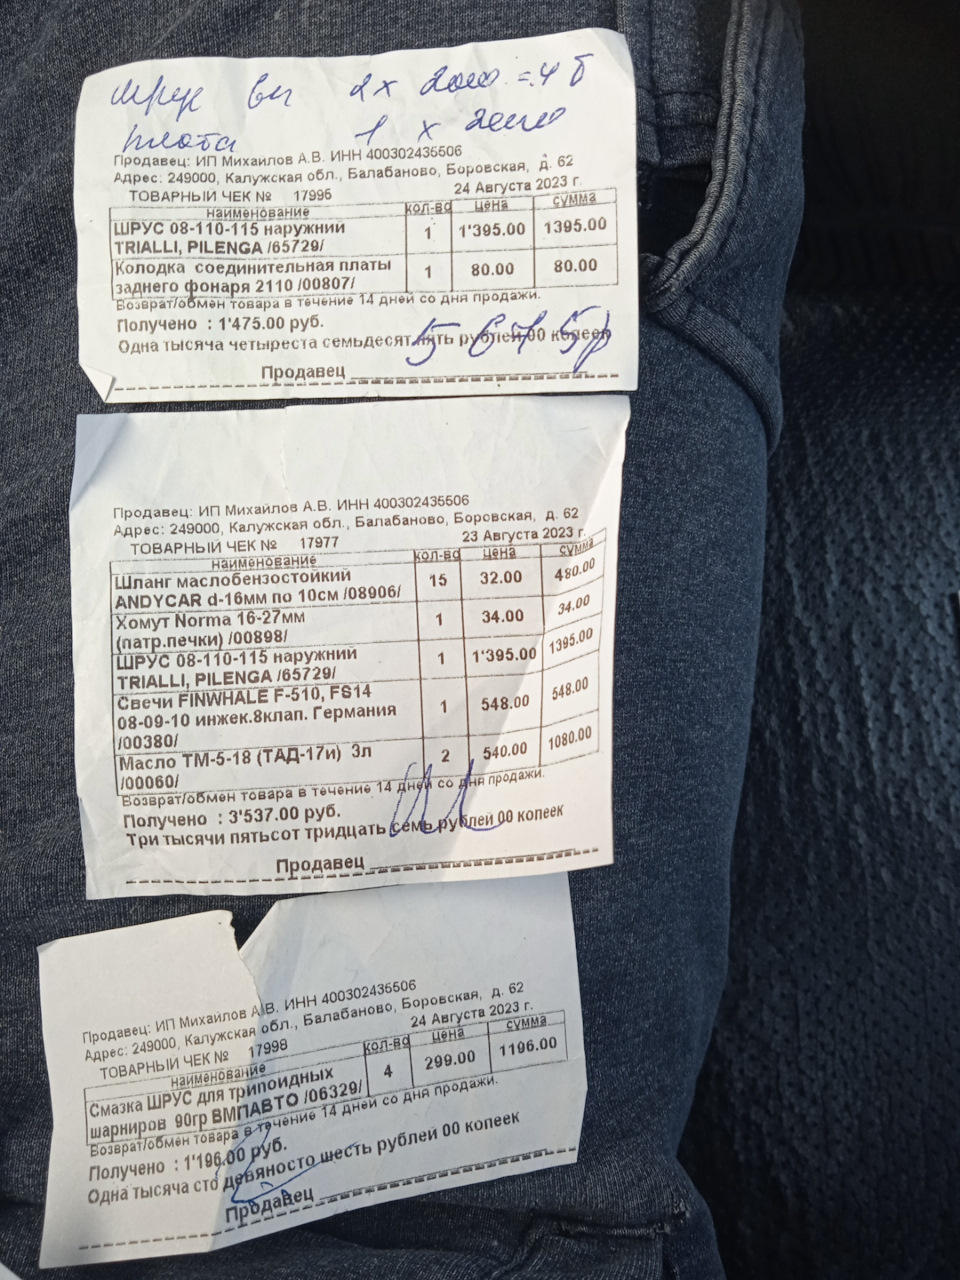 Шрус вн 2 х 2000 = 4 т
плата 1 х 2000
Продавец: ИП Михайлов А.В. ИНН 400302435506
Адрес: 249000, Калужская обл., Балабаново, Боровская, д. 62
ТОВАРНЫЙ ЧЕК № 17995 24 Августа 2023 г.
наименование кол-во цена сумма
ШРУС 08-110-115 наружний 1 1'395.00 1395.00
TRIALLI, PILENGA /65729/
Колодка соединительная платы 1 80.00 80.00
заднего фонаря 2110 /00807/
Возврат/обмен товара в течение 14 дней со дня продажи.
Получено : 1'475.00 руб.
Одна тысяча четыреста семьдесят пять рублей 00 копеек
5 675р
Продавец
Продавец: ИП Михайлов А.В. ИНН 400302435506
Адрес: 249000, Калужская обл., Балабаново, Боровская, д. 62
ТОВАРНЫЙ ЧЕК № 17977 23 Августа 2023 г.
наименование кол-во цена сумма
Шланг маслобензостойкий 15 32.00 480.00
ANDYCAR d-16мм по 10см /08906/
Хомут Norma 16-27мм 1 34.00 34.00
(патр.печки) /00898/
ШРУС 08-110-115 наружний 1 1'395.00 1395.00
TRIALLI, PILENGA /65729/
Свечи FINWHALE F-510, FS14 1 548.00 548.00
08-09-10 инжек.8клап. Германия
/00380/
Масло ТМ-5-18 (ТАД-17и) 3л 2 540.00 1080.00
/00060/
Возврат/обмен товара в течение 14 дней со дня продажи.
Получено : 3'537.00 руб.
Три тысячи пятьсот тридцать семь рублей 00 копеек
Продавец
Продавец: ИП Михайлов А.В. ИНН 400302435506
Адрес: 249000, Калужская обл., Балабаново, Боровская, д. 62
ТОВАРНЫЙ ЧЕК № 17998 24 Августа 2023 г.
наименование кол-во цена сумма
Смазка ШРУС для трипоидных 4 299.00 1196.00
шарниров 90гр ВМПАВТО /06329/
Возврат/обмен товара в течение 14 дней со дня продажи.
Получено : 1'196.00 руб.
Одна тысяча сто девяносто шесть рублей 00 копеек
Продавец